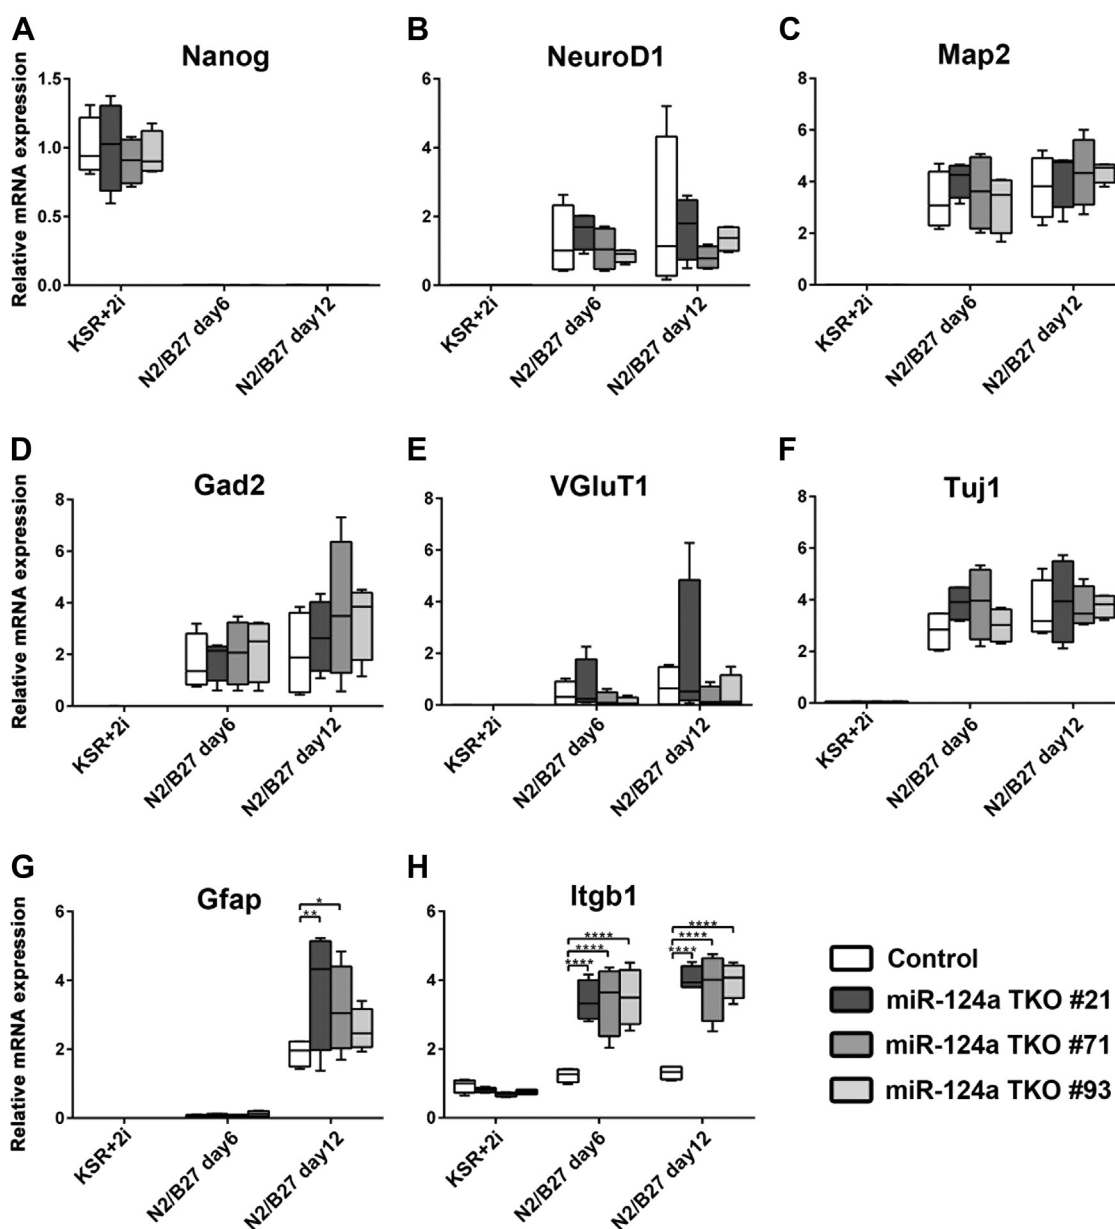 A
Nanog
Relative mRNA expression
1.5
1.0
0.5
0.0
KSR+2i
N2/B27 day6
N2/B27 day12
B
NeuroD1
6
4
2
0
KSR+2i
N2/B27 day6
N2/B27 day12
C
Map2
8
6
4
2
0
KSR+2i
N2/B27 day6
N2/B27 day12
D
Gad2
Relative mRNA expression
8
6
4
2
0
KSR+2i
N2/B27 day6
N2/B27 day12
E
VGluT1
8
6
4
2
0
KSR+2i
N2/B27 day6
N2/B27 day12
F
Tuj1
8
6
4
2
0
KSR+2i
N2/B27 day6
N2/B27 day12
G
Gfap
Relative mRNA expression
6
4
2
0
*
**
KSR+2i
N2/B27 day6
N2/B27 day12
H
Itgb1
6
4
2
0
****
****
****
****
****
****
KSR+2i
N2/B27 day6
N2/B27 day12
Control
miR-124a TKO #21
miR-124a TKO #71
miR-124a TKO #93